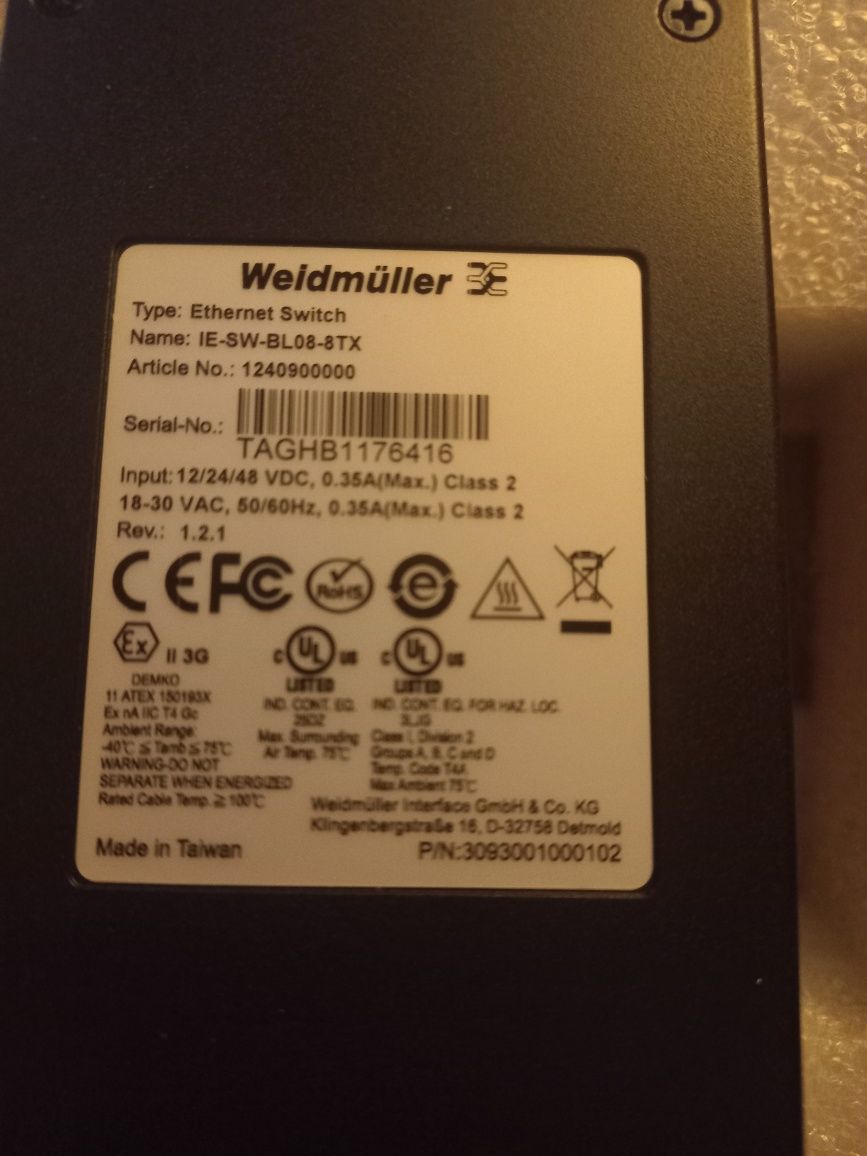 Weidmüller
Type: Ethernet Switch
Name: IE-SW-BL08-8TX
Article No.: 1240900000
Serial-No.:
TAGHB1176416
Input: 12/24/48 VDC, 0.35A(Max.) Class 2
18-30 VAC, 50/60Hz, 0.35A(Max.) Class 2
Rev.: 1.2.1
CE FC RoHS e
Ex II 3G
DEMKO
11 ATEX 150193X
Ex nA IIC T4 Gc
Ambient Range:
-40℃ ≦ Tamb ≦ 75℃
WARNING-DO NOT
SEPARATE WHEN ENERGIZED
Rated Cable Temp. ≧ 100℃
c UL us
LISTED
IND. CONT. EQ.
Max. Surrounding
Air Temp. 75℃
c UL us
LISTED
IND. CONT. EQ. FOR HAZ. LOC.
Class I, Division 2
Groups A, B, C and D
Temp. Code T4A
Max Ambient 75℃
Weidmüller Interface GmbH & Co. KG
Klingenbergstraße 16, D-32758 Detmold
Made in Taiwan
P/N:3093001000102